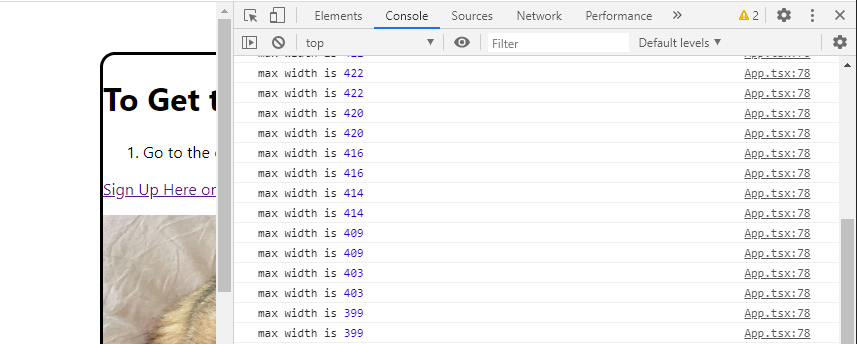 Elements Console Sources Network Performance 2
top Filter Default levels
To Get t
1. Go to the
Sign Up Here or
max width is 422 App.tsx:78
max width is 422 App.tsx:78
max width is 420 App.tsx:78
max width is 420 App.tsx:78
max width is 416 App.tsx:78
max width is 416 App.tsx:78
max width is 414 App.tsx:78
max width is 414 App.tsx:78
max width is 409 App.tsx:78
max width is 409 App.tsx:78
max width is 403 App.tsx:78
max width is 403 App.tsx:78
max width is 399 App.tsx:78
max width is 399 App.tsx:78